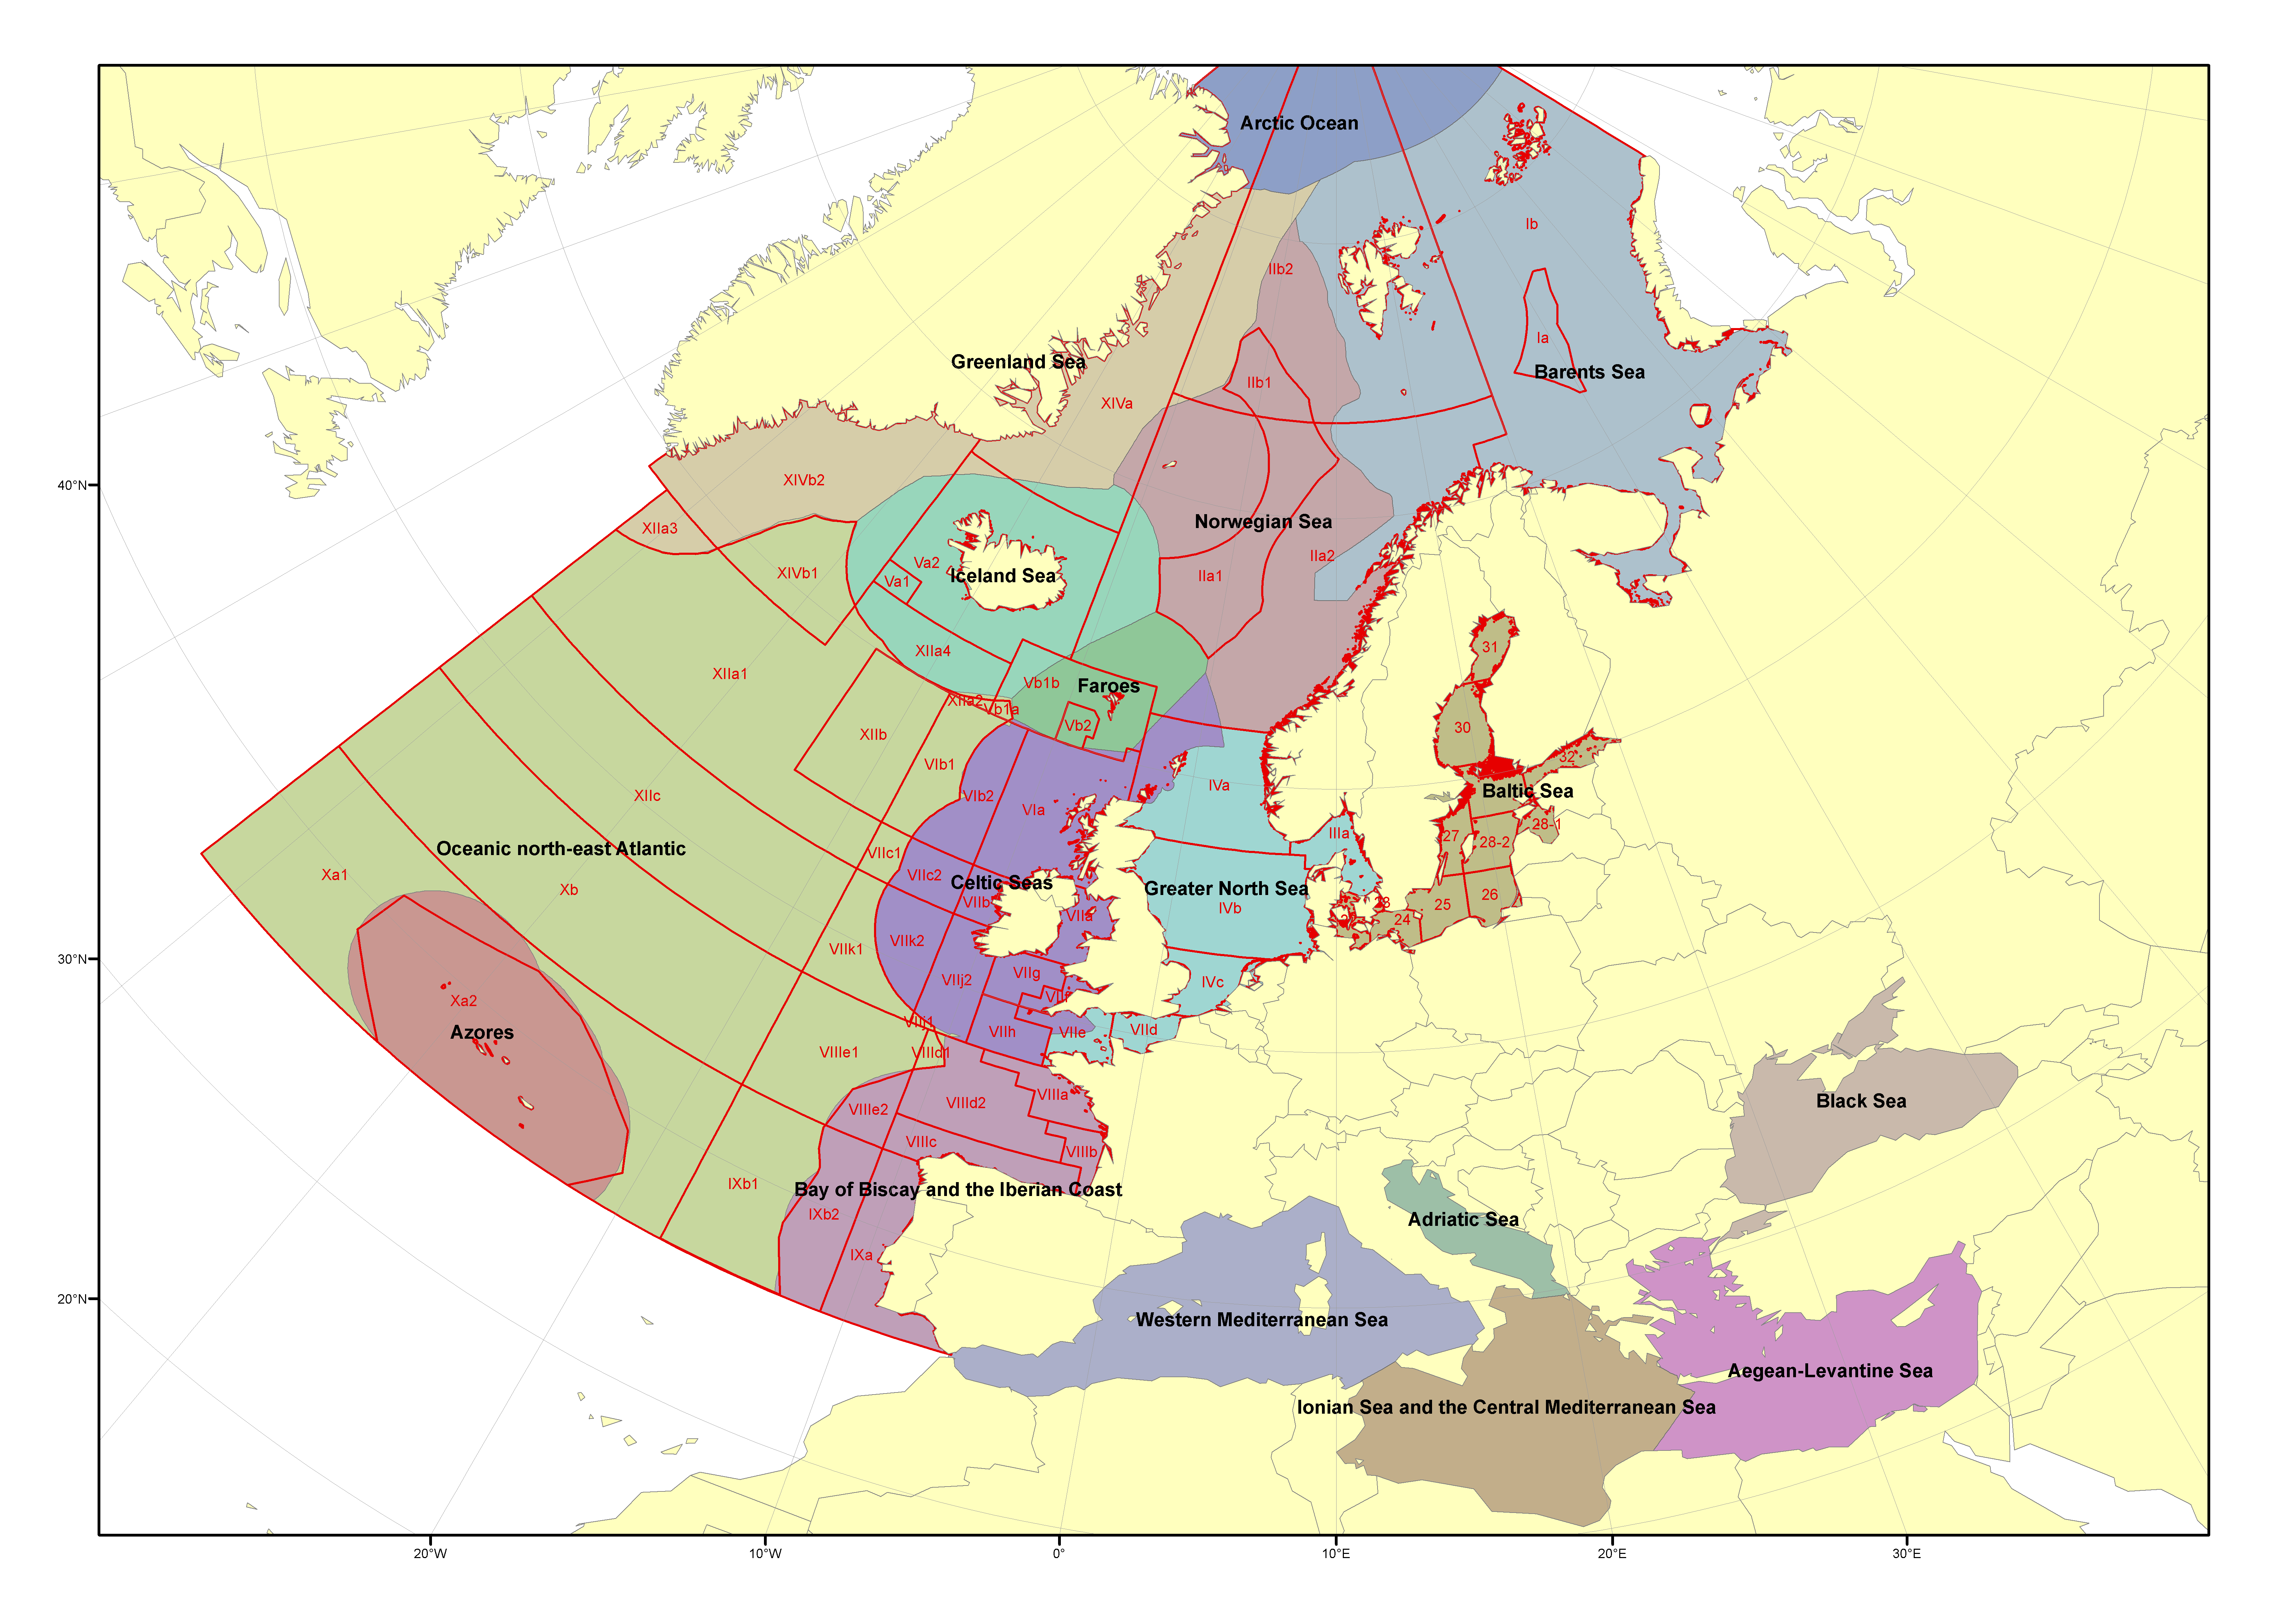 Arctic Ocean
Ib
IIb2
Ia
Greenland Sea
Barents Sea
IIb1
XIVa
XIVb2
40°N
Norwegian Sea
XIIa3
IIa2
Va2
XIVb1
Iceland Sea
IIa1
Va1
31
XIIa4
XIIa1
Vb1b
Faroes
XIIa2
Vb1a
Vb2
30
XIIb
32
VIb1
IVa
Baltic Sea
XIIc
VIb2
VIa
28-1
IIIa
27
28-2
Oceanic north-east Atlantic
VIIc1
Xa1
VIIc2
Celtic Seas
Greater North Sea
Xb
26
VIIb
IVb
25
23
VIIa
24
22
VIIk2
VIIk1
30°N
VIIg
VIIj2
IVc
Xa2
VIIf
VIIj1
Azores
VIIh
VIIe
VIId
VIIIe1
VIIId1
VIIIa
Black Sea
VIIId2
VIIIe2
VIIIc
VIIIb
IXb1
Bay of Biscay and the Iberian Coast
IXb2
Adriatic Sea
IXa
20°N
Western Mediterranean Sea
Aegean-Levantine Sea
Ionian Sea and the Central Mediterranean Sea
20°W
10°W
0°
10°E
20°E
30°E